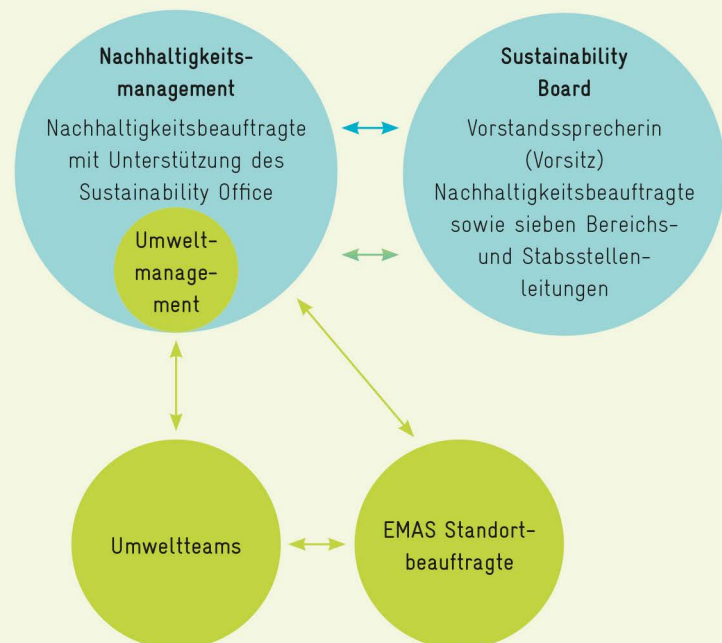 Nachhaltigkeits-
management
Nachhaltigkeitsbeauftragte
mit Unterstützung des
Sustainability Office
Umwelt-
manage-
ment
Sustainability
Board
Vorstandssprecherin
(Vorsitz)
Nachhaltigkeitsbeauftragte
sowie sieben Bereichs-
und Stabsstellen-
leitungen
Umweltteams
EMAS Standort-
beauftragte